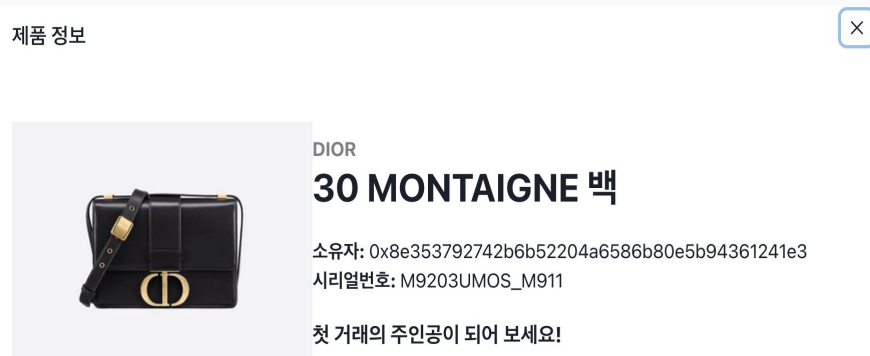 제품 정보
DIOR
30 MONTAIGNE 백
소유자: 0x8e353792742b6b52204a6586b80e5b94361241e3
시리얼번호: M9203UMOS_M911
첫 거래의 주인공이 되어 보세요!